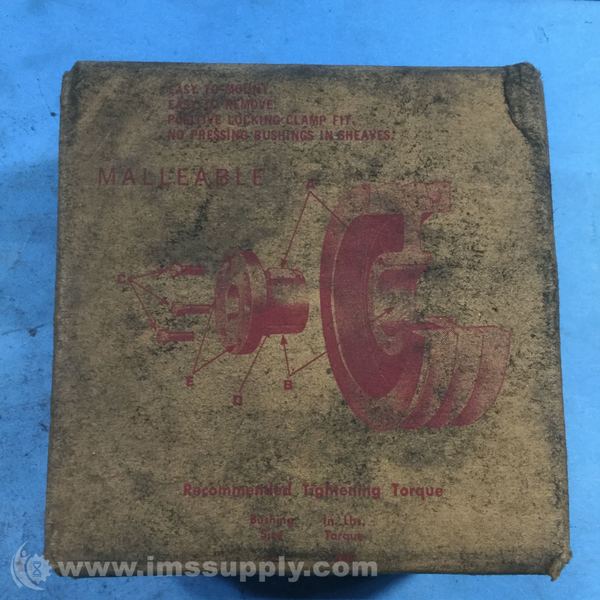 EASY TO MOUNT.
EASY TO REMOVE.
POSITIVE LOCKING CLAMP FIT.
NO PRESSING BUSHINGS IN SHEAVES.
MALLEABLE
A
C
E
D
B
Recommended Tightening Torque
Bushing In. Lbs.
Size Torque
www.imssupply.com